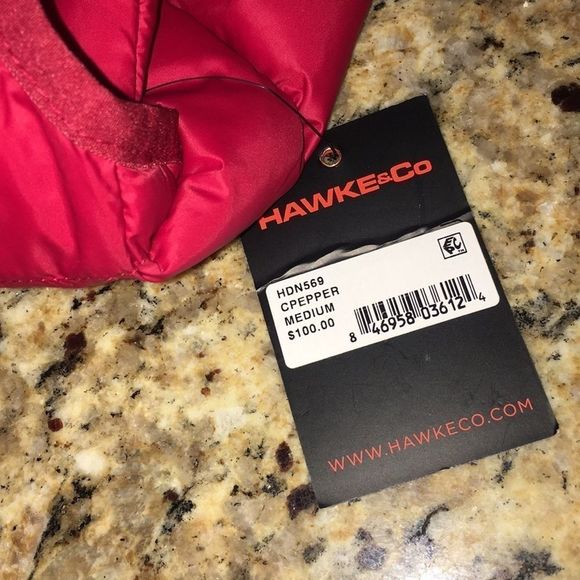 HAWKE&Co
HDN569
CPEPPER
MEDIUM
$100.00
8 46958 03612 4
WWW.HAWKECO.COM